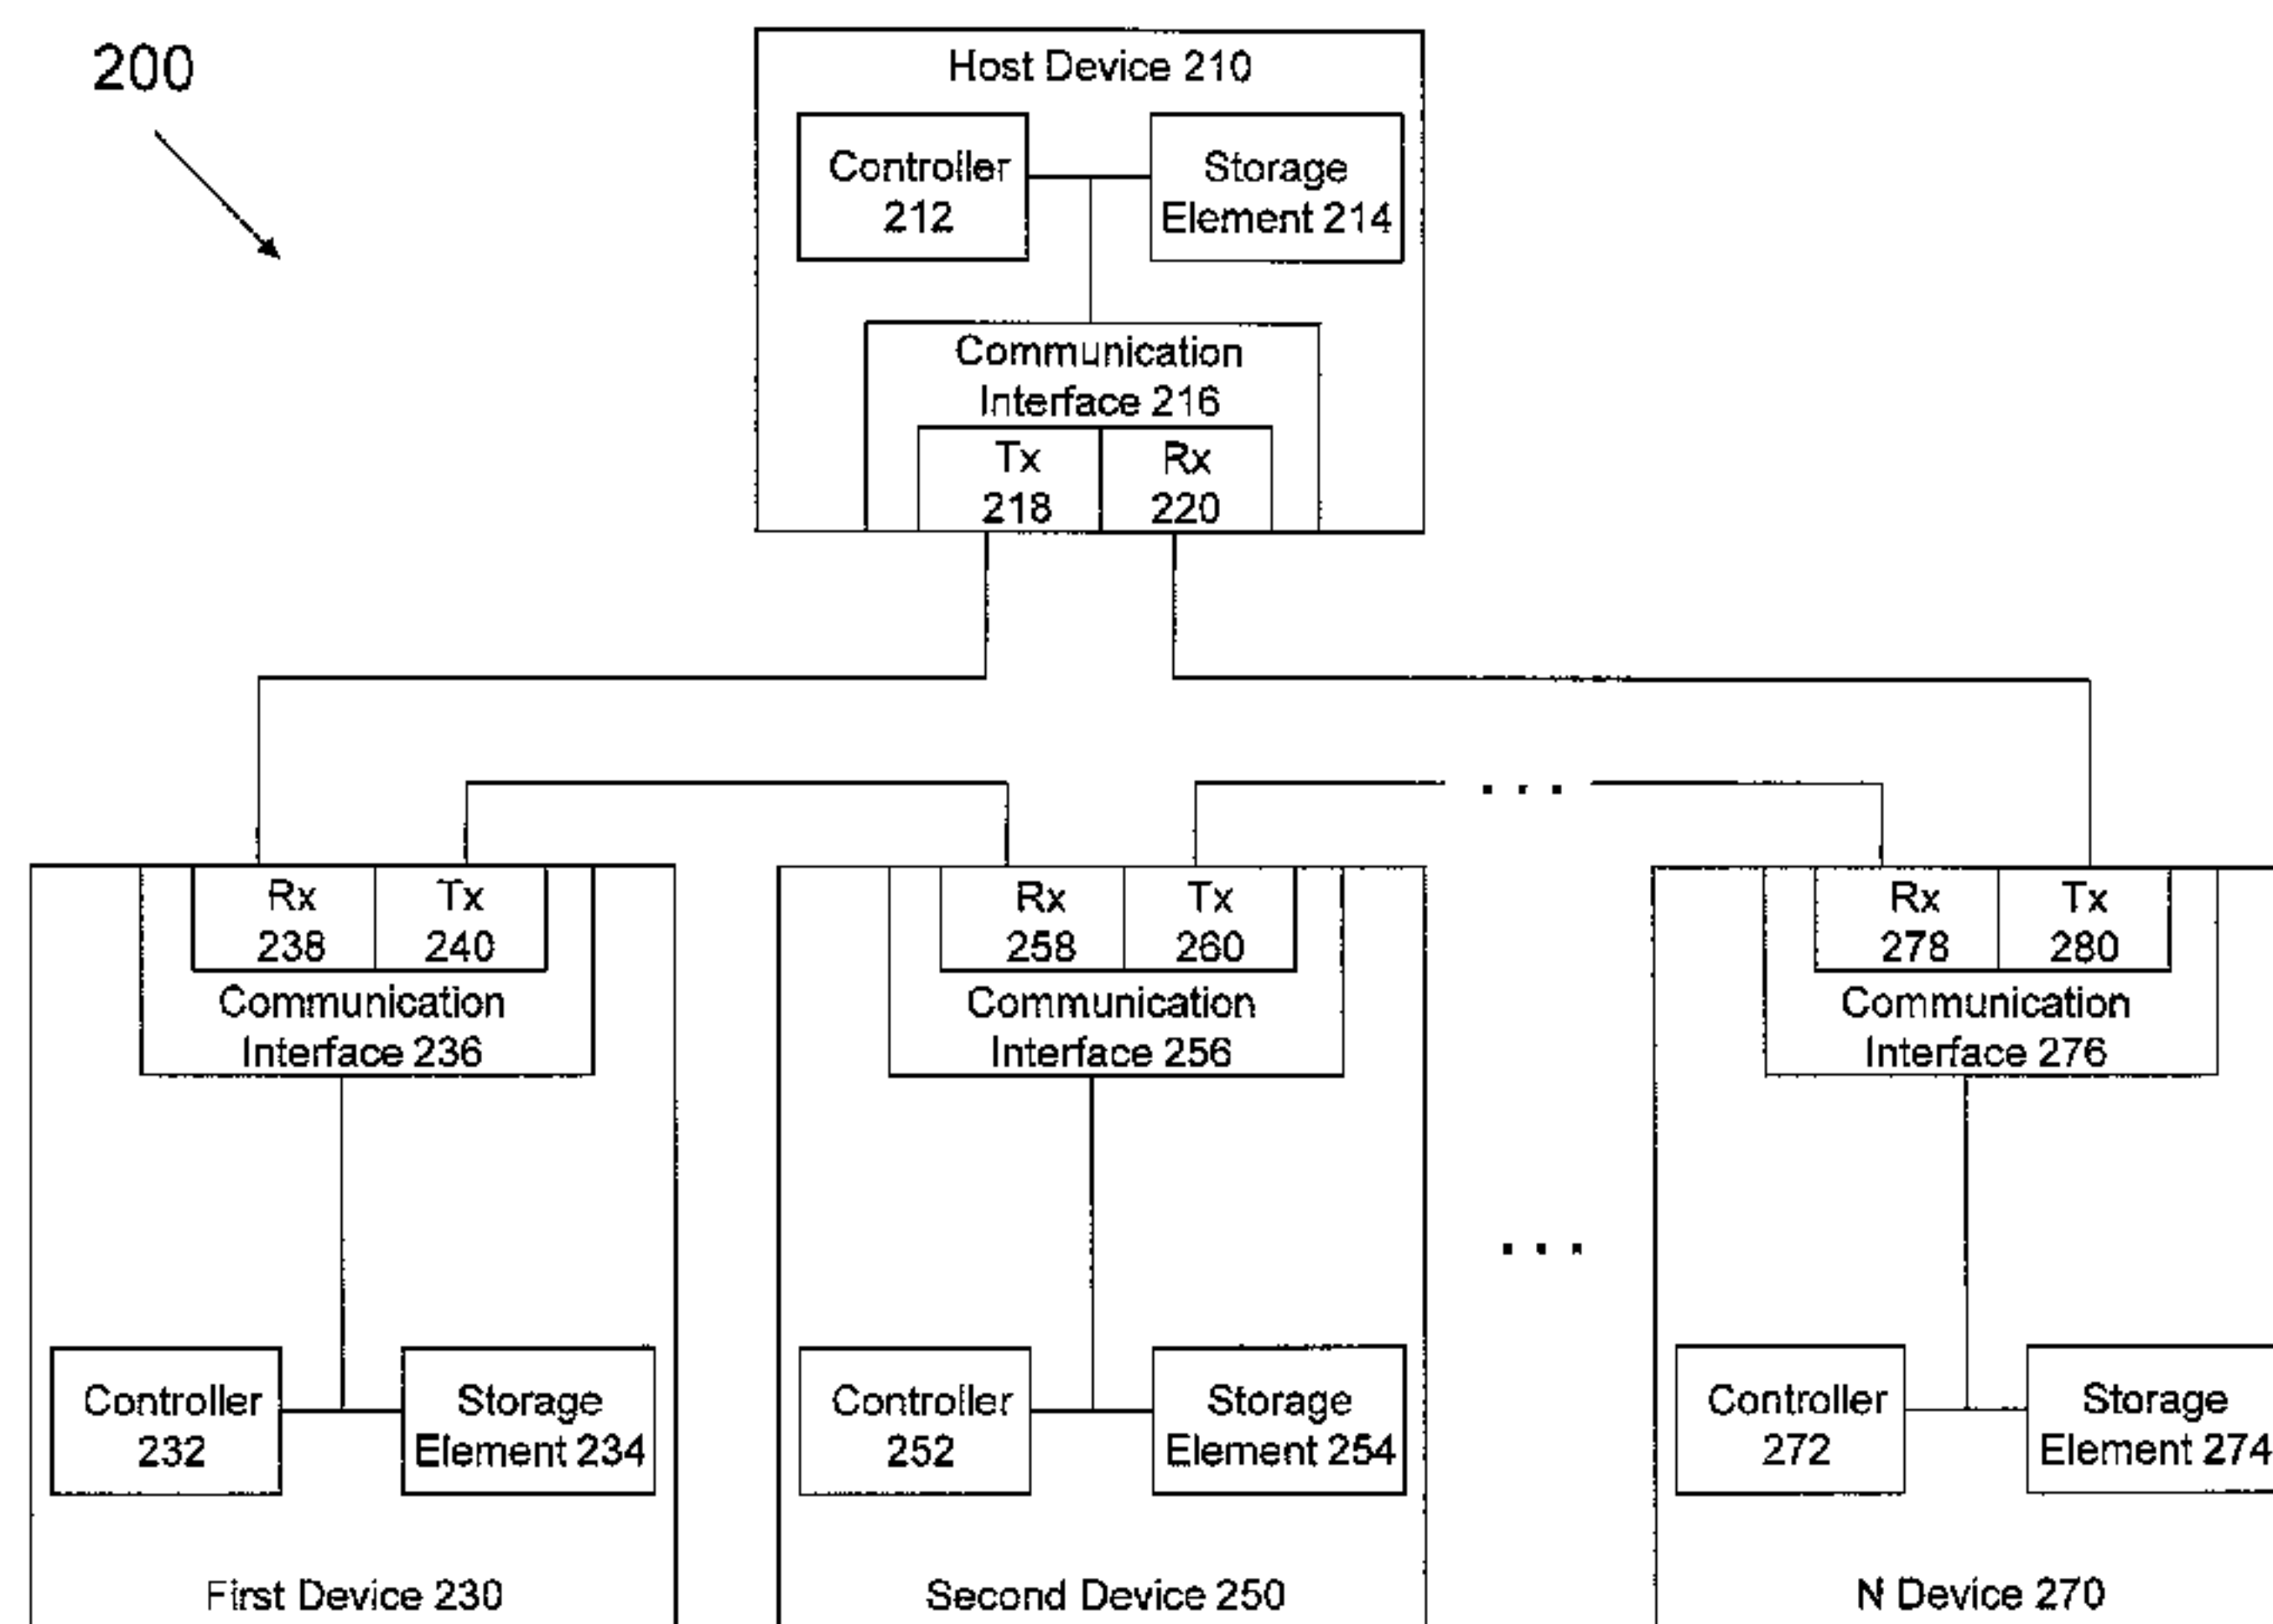 200
Host Device 210
Controller
212
Storage
Element 214
Communication
Interface 216
Tx
218
Rx
220
. . .
Rx
238
Tx
240
Communication
Interface 236
Rx
258
Tx
260
Communication
Interface 256
Rx
278
Tx
280
Communication
Interface 276
. . .
Controller
232
Storage
Element 234
Controller
252
Storage
Element 254
Controller
272
Storage
Element 274
First Device 230
Second Device 250
N Device 270